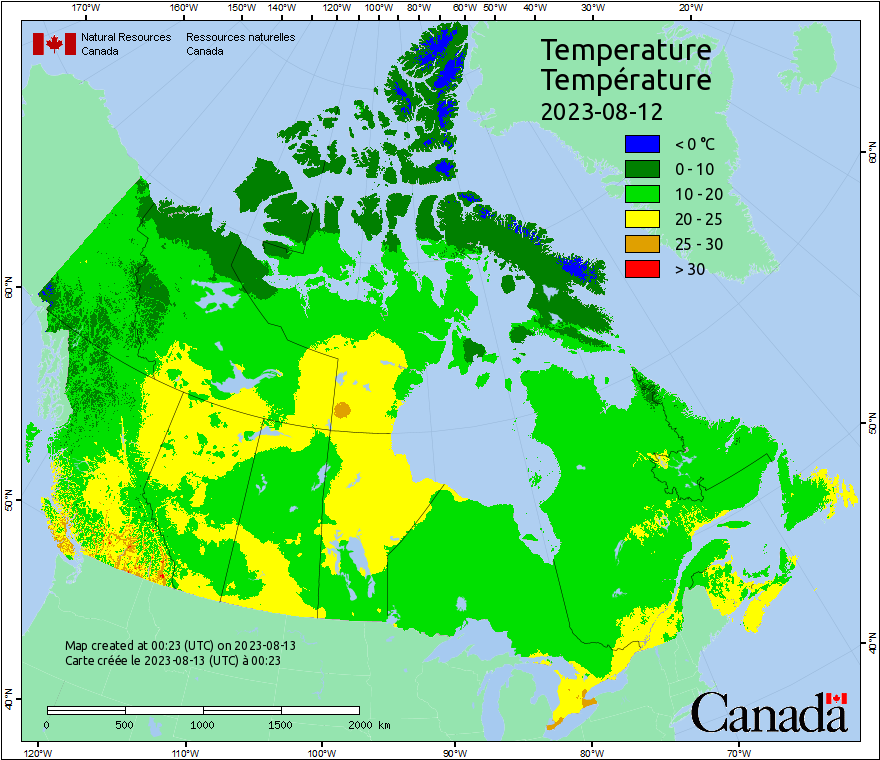 170°W 160°W 150°W 140°W 120°W 100°W 80°W 60°W 50°W 40°W 30°W 20°W
Natural Resources Ressources naturelles
Canada Canada
Temperature
Température
2023-08-12
< 0 °C
0 - 10
10 - 20
20 - 25
25 - 30
> 30
60°N
60°N
50°N
50°N
40°N
40°N
Map created at 00:23 (UTC) on 2023-08-13
Carte créée le 2023-08-13 (UTC) à 00:23
0 500 1000 1500 2000 km
Canada
120°W 110°W 100°W 90°W 80°W 70°W